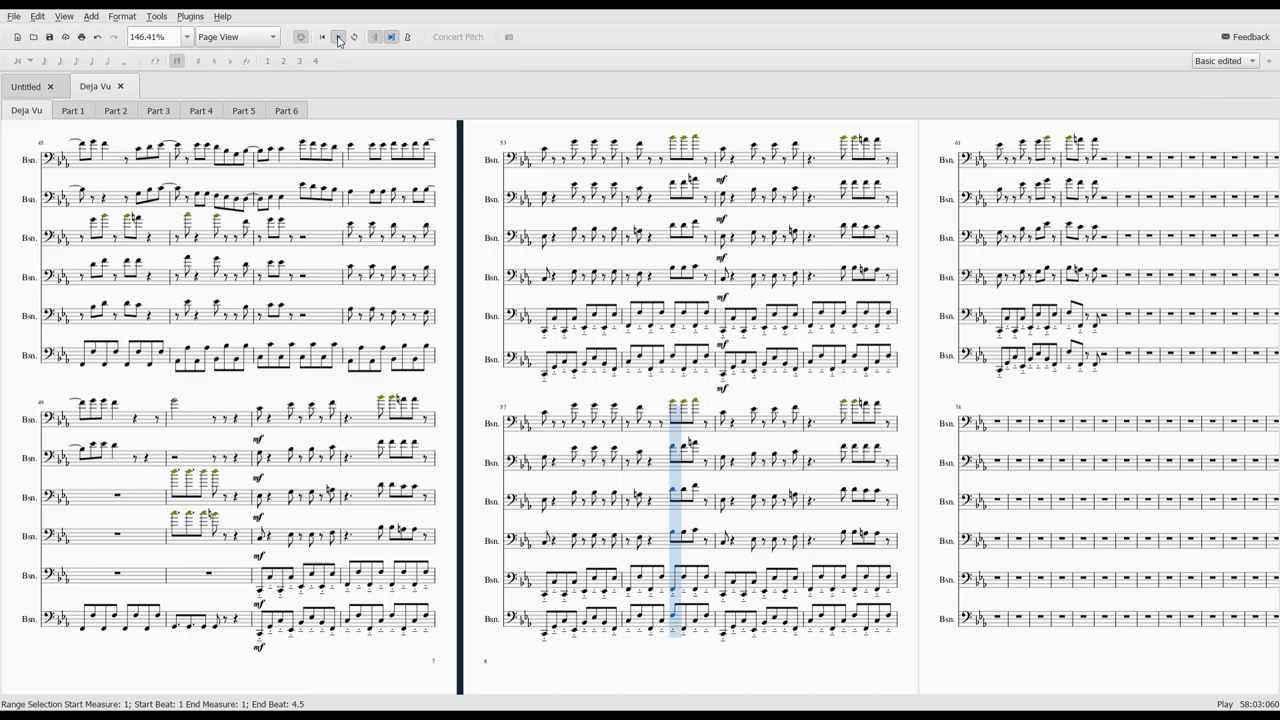 File Edit View Add Format Tools Plugins Help
146.41% Page View Concert Pitch Feedback
1 2 3 4 Basic edited
Untitled Deja Vu
Deja Vu Part 1 Part 2 Part 3 Part 4 Part 5 Part 6
45
Bsn.
Bsn.
Bsn.
Bsn.
Bsn.
Bsn.
49
Bsn.
mf
Bsn.
mf
Bsn.
mf
Bsn.
mf
Bsn.
mf
Bsn.
mf
7
53
Bsn.
mf
Bsn.
mf
Bsn.
mf
Bsn.
mf
Bsn.
mf
Bsn.
mf
57
Bsn.
Bsn.
Bsn.
Bsn.
Bsn.
Bsn.
8
61
Bsn.
Bsn.
Bsn.
Bsn.
Bsn.
Bsn.
74
Bsn.
Bsn.
Bsn.
Bsn.
Bsn.
Bsn.
Range Selection Start Measure: 1; Start Beat: 1 End Measure: 1; End Beat: 4.5 Play 58:03:060